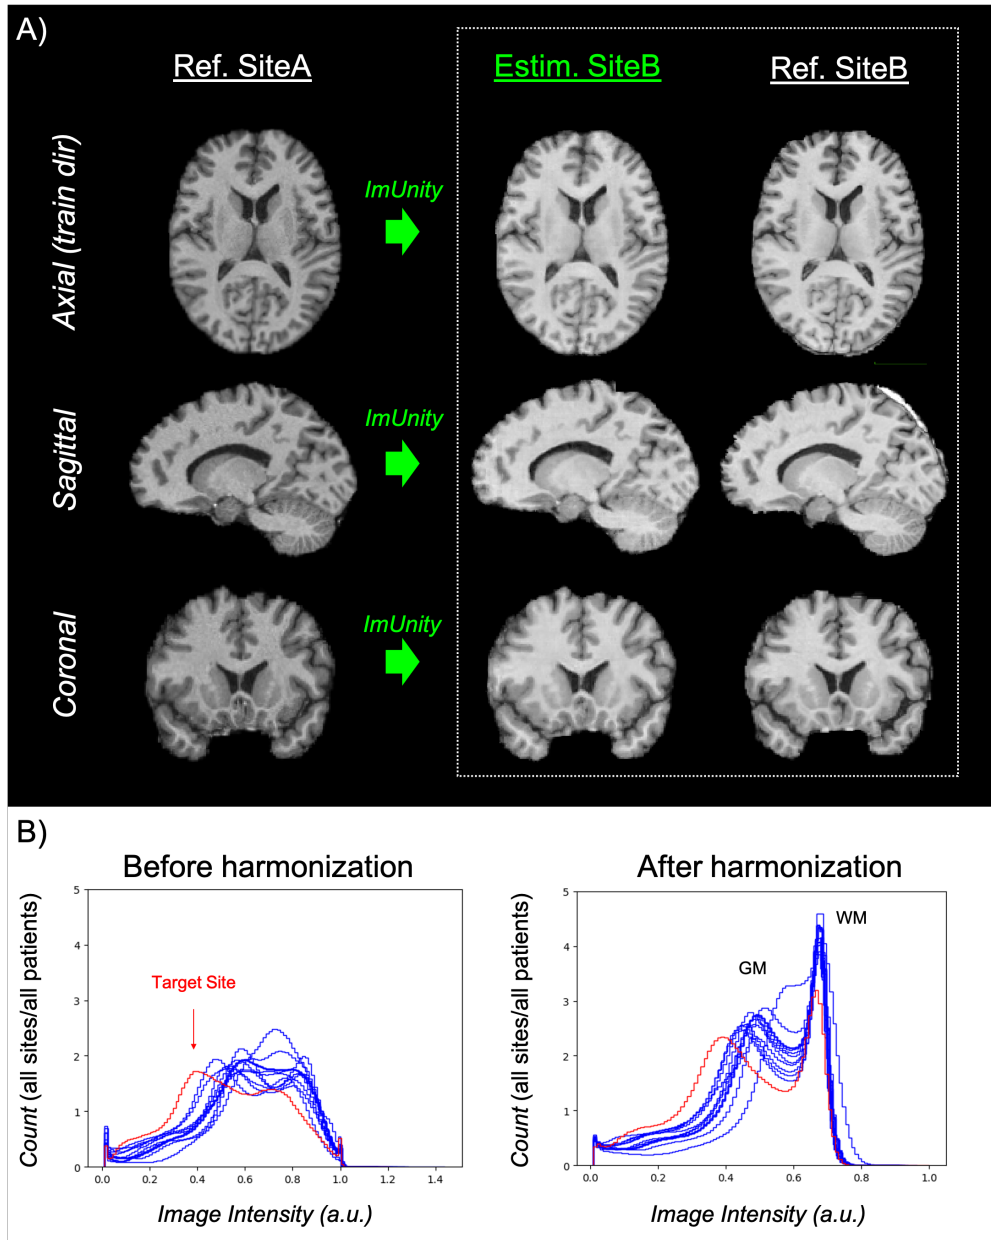 A)
Ref. SiteA
Estim. SiteB
Ref. SiteB
Axial (train dir)
ImUnity
Sagittal
ImUnity
Coronal
ImUnity
B)
Before harmonization
After harmonization
Count (all sites/all patients)
5
4
3
2
1
0
Target Site
0.0 0.2 0.4 0.6 0.8 1.0 1.2 1.4
Image Intensity (a.u.)
Count (all sites/all patients)
5
4
3
2
1
0
WM
GM
0.0 0.2 0.4 0.6 0.8 1.0
Image Intensity (a.u.)